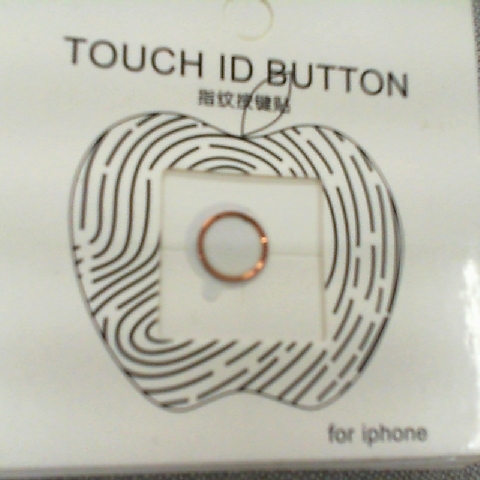 TOUCH ID BUTTON
指纹按键贴
for iphone